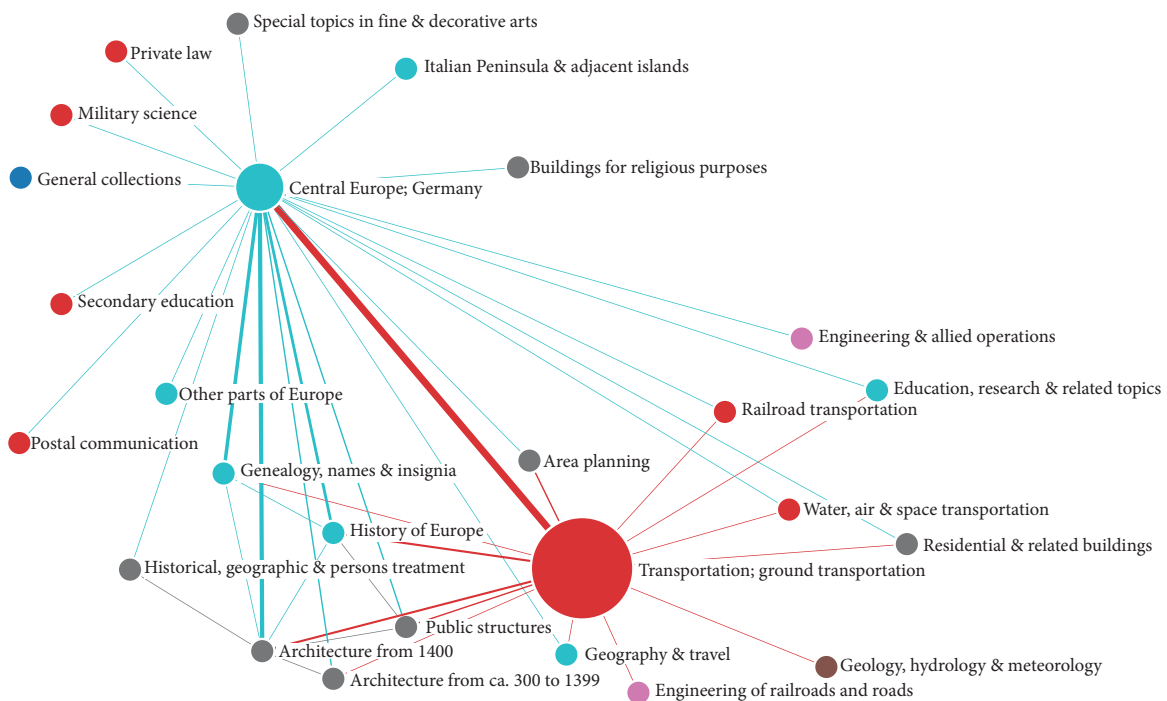 Special topics in fine & decorative arts
Private law
Italian Peninsula & adjacent islands
Military science
Buildings for religious purposes
General collections
Central Europe; Germany
Secondary education
Engineering & allied operations
Education, research & related topics
Other parts of Europe
Railroad transportation
Postal communication
Area planning
Genealogy, names & insignia
Water, air & space transportation
History of Europe
Residential & related buildings
Historical, geographic & persons treatment
Transportation; ground transportation
Public structures
Architecture from 1400
Geography & travel
Geology, hydrology & meteorology
Architecture from ca. 300 to 1399
Engineering of railroads and roads